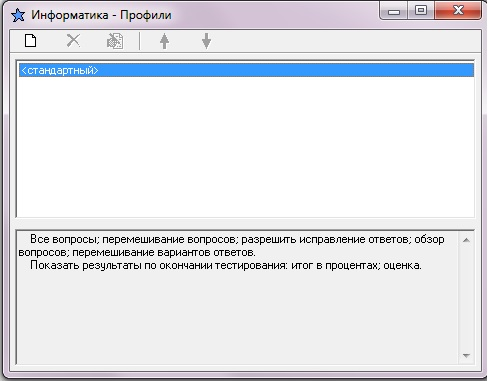 Информатика - Профили
<стандартный>
Все вопросы; перемешивание вопросов; разрешить исправление ответов; обзор
вопросов; перемешивание вариантов ответов.
Показать результаты по окончании тестирования: итог в процентах; оценка.